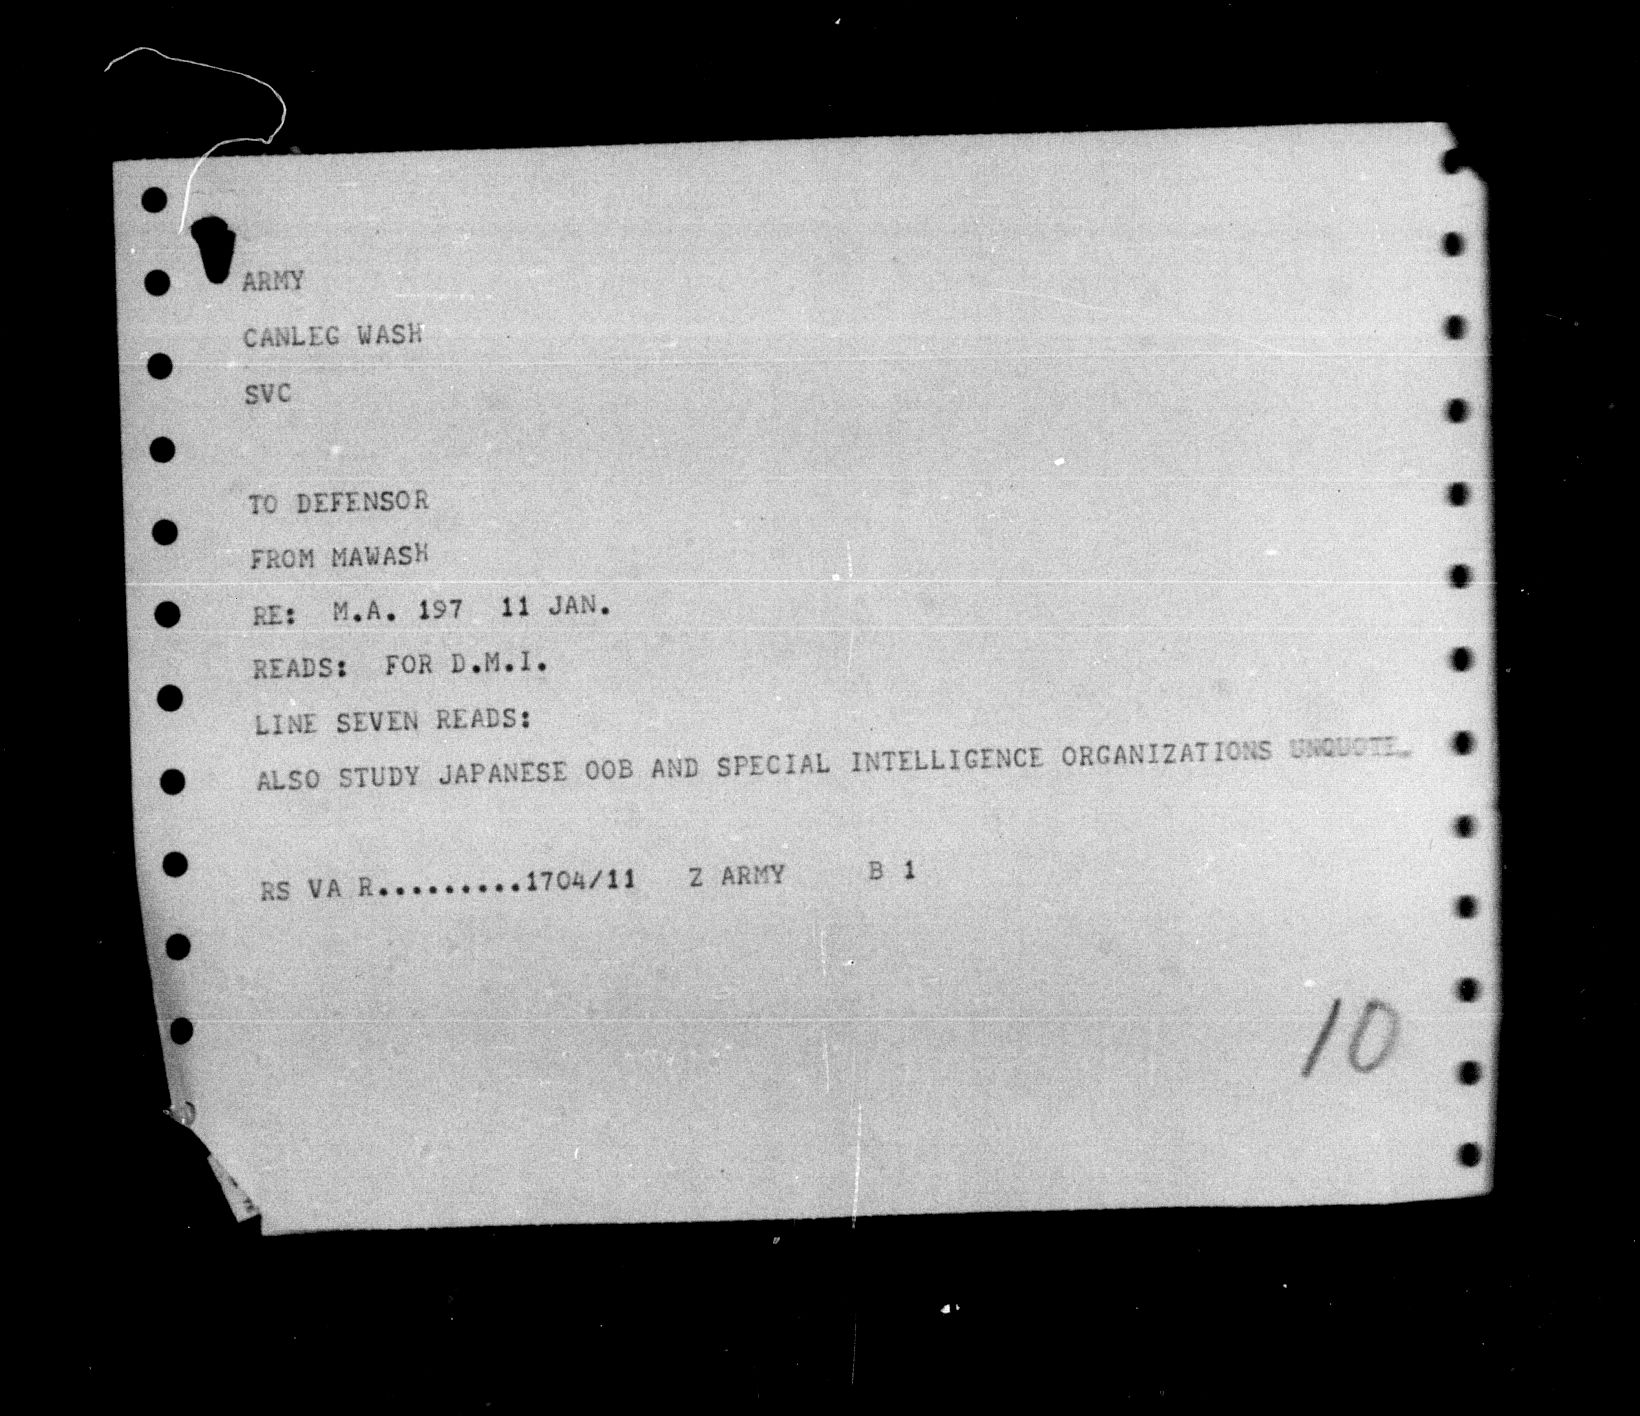 ARMY
CANLEG WASH
SVC
TO DEFENSOR
FROM MAWASH
RE: M.A. 197 11 JAN.
READS: FOR D.M.I.
LINE SEVEN READS:
ALSO STUDY JAPANESE OOB AND SPECIAL INTELLIGENCE ORGANIZATIONS UNQUOTE.
RS VA R.........1704/11 Z ARMY B 1
10